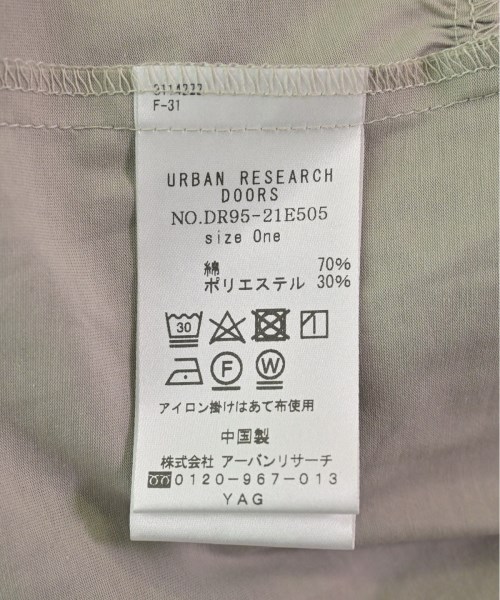 3114222
F-31
URBAN RESEARCH
DOORS
NO.DR95-21E505
size One
綿 70%
ポリエステル 30%
30
F W
アイロン掛けはあて布使用
中国製
株式会社 アーバンリサーチ
0120-967-013
YAG